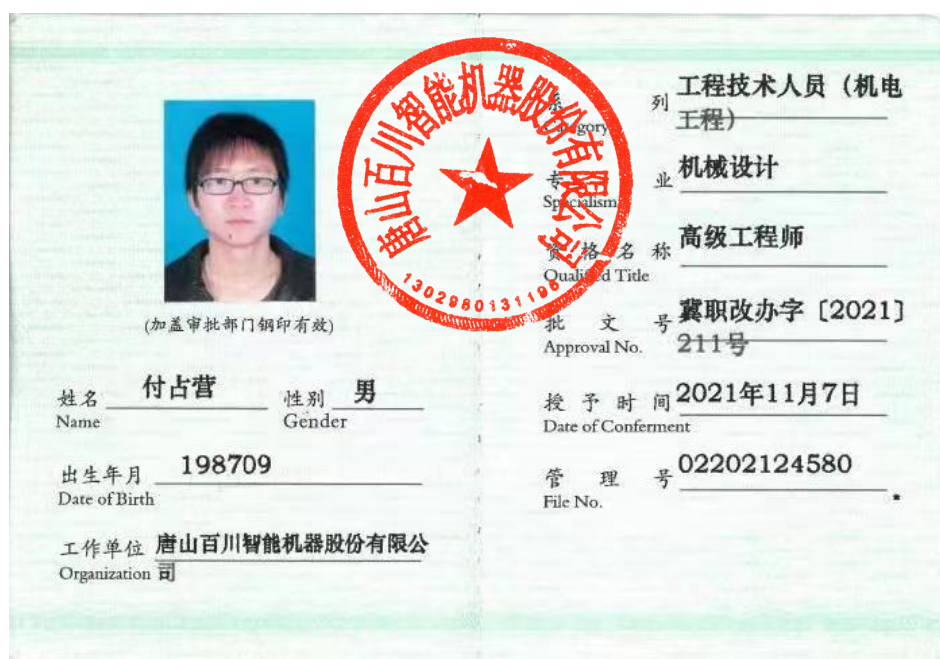 (加盖审批部门钢印有效)
姓名 付占营 性别 男
Name Gender
出生年月 198709
Date of Birth
工作单位 唐山百川智能机器股份有限公
Organization 司
唐山百川智能机器股份有限公司
系 列 工程技术人员（机电
Category 工程）
专 业 机械设计
Specialism
资格名称 高级工程师
Qualified Title
批 文 号 冀职改办字〔2021〕
Approval No. 211号
授予时间 2021年11月7日
Date of Conferment
管 理 号 02202124580
File No.